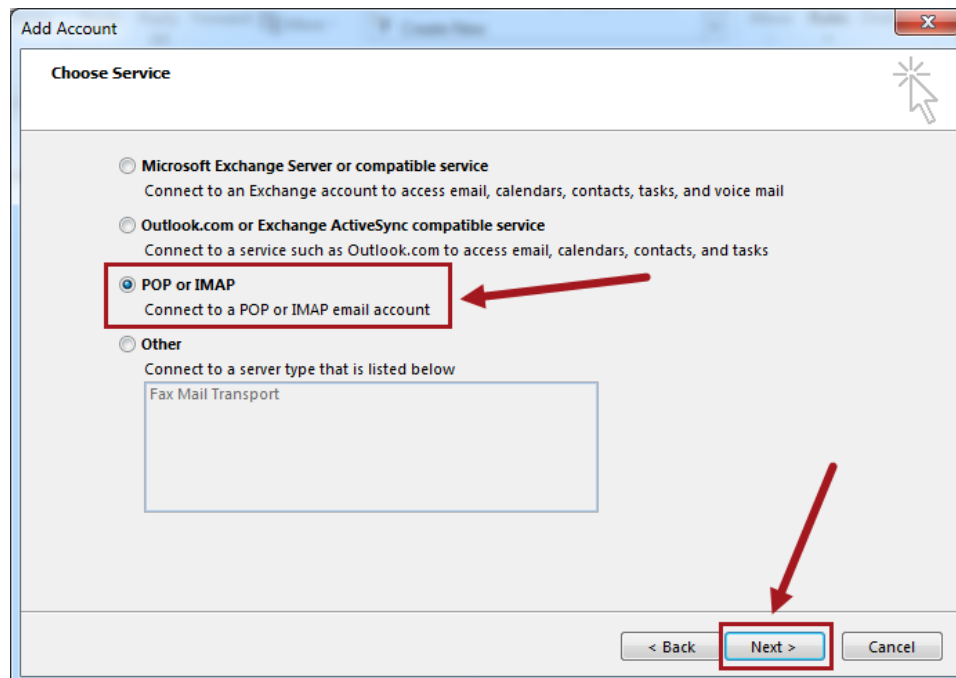 Add Account
Choose Service
Microsoft Exchange Server or compatible service
Connect to an Exchange account to access email, calendars, contacts, tasks, and voice mail
Outlook.com or Exchange ActiveSync compatible service
Connect to a service such as Outlook.com to access email, calendars, contacts, and tasks
POP or IMAP
Connect to a POP or IMAP email account
Other
Connect to a server type that is listed below
Fax Mail Transport
< Back Next > Cancel